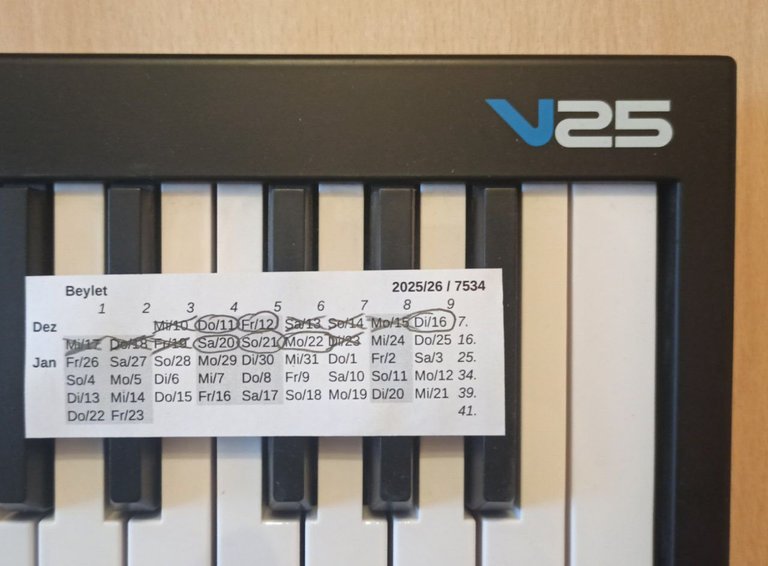 V25
Beylet 2025/26 / 7534
1 2 3 4 5 6 7 8 9
Dez Mi/10 Do/11 Fr/12 Sa/13 So/14 Mo/15 Di/16 7.
Mi/17 Do/18 Fr/19 Sa/20 So/21 Mo/22 Di/23 Mi/24 Do/25 16.
Jan Fr/26 Sa/27 So/28 Mo/29 Di/30 Mi/31 Do/1 Fr/2 Sa/3 25.
So/4 Mo/5 Di/6 Mi/7 Do/8 Fr/9 Sa/10 So/11 Mo/12 34.
Di/13 Mi/14 Do/15 Fr/16 Sa/17 So/18 Mo/19 Di/20 Mi/21 39.
Do/22 Fr/23 41.